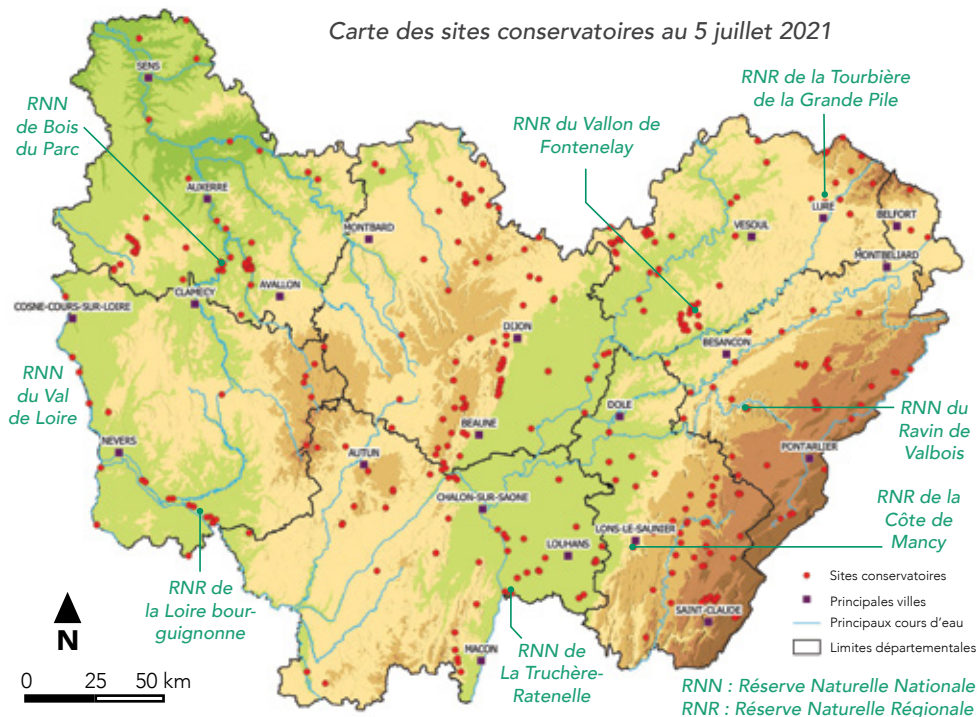 Carte des sites conservatoires au 5 juillet 2021
RNR de la Tourbière
de la Grande Pile
RNN
de Bois
du Parc
RNR du Vallon de
Fontenelay
SENS
AUXERRE
MONTBARD
VESOUL
LURE
BELFORT
MONTBELIARD
CLAMECY
AVALLON
COSNE-COURS-SUR-LOIRE
DIJON
BESANCON
RNN
du Val
de Loire
DOLE
RNN du
Ravin de
Valbois
NEVERS
BEAUNE
AUTUN
PONTARLIER
CHALON-SUR-SAONE
LONS-LE-SAUNIER
RNR de la
Côte de
Mancy
LOUHANS
SAINT-CLAUDE
RNR de
la Loire bour-
guignonne
MACON
RNN de
La Truchère-
Ratenelle
Sites conservatoires
Principales villes
Principaux cours d'eau
Limites départementales
N
0 25 50 km
RNN : Réserve Naturelle Nationale
RNR : Réserve Naturelle Régionale